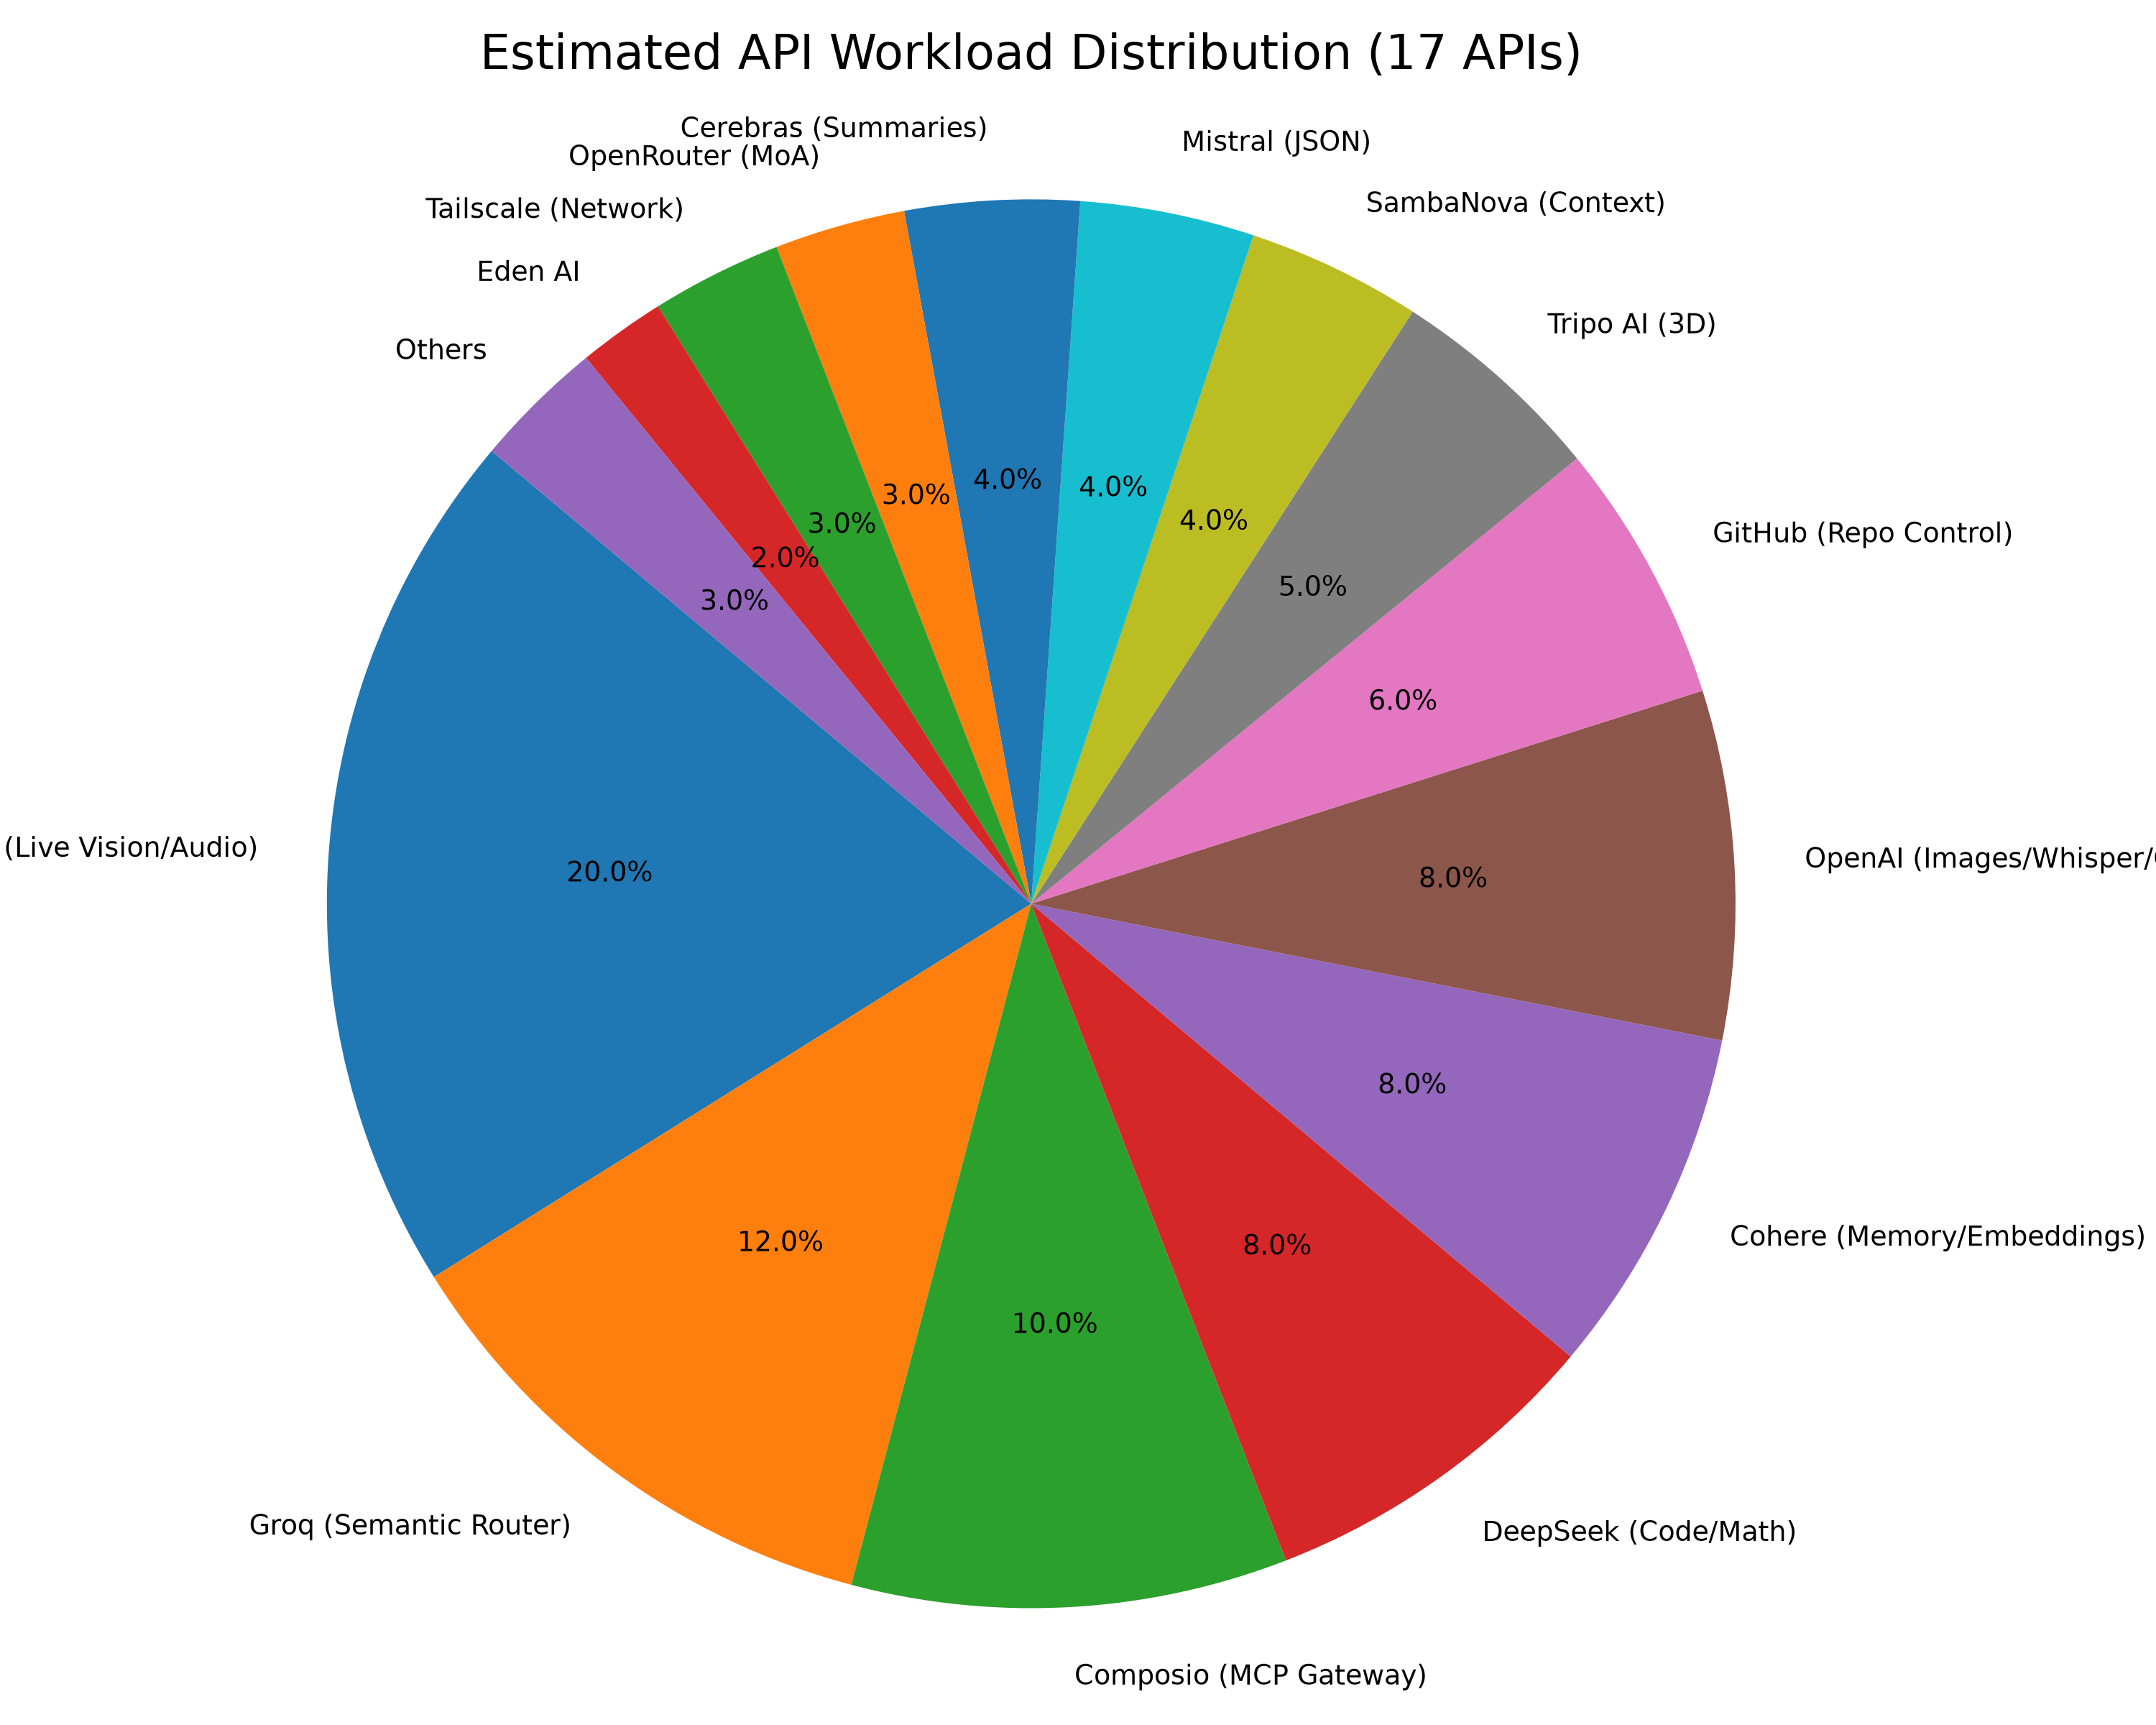 Estimated API Workload Distribution (17 APIs)
Cerebras (Summaries)
Mistral (JSON)
OpenRouter (MoA)
SambaNova (Context)
Tailscale (Network)
Eden AI
Tripo AI (3D)
Others
GitHub (Repo Control)
(Live Vision/Audio)
OpenAI (Images/Whisper/
Cohere (Memory/Embeddings)
Groq (Semantic Router)
DeepSeek (Code/Math)
Composio (MCP Gateway)
4.0%
4.0%
3.0%
4.0%
3.0%
2.0%
5.0%
3.0%
6.0%
20.0%
8.0%
8.0%
12.0%
8.0%
10.0%